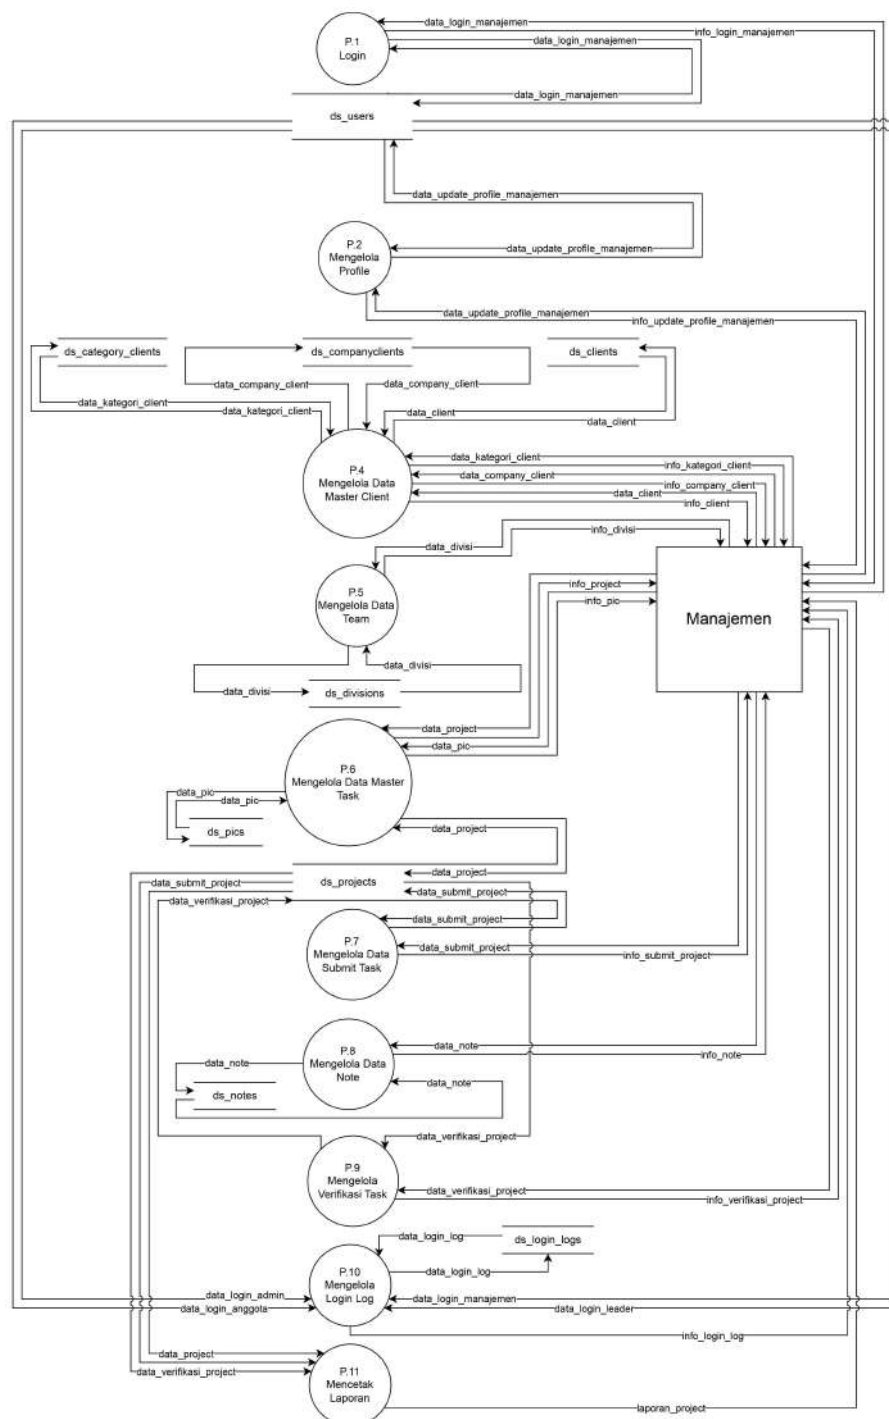 data_login_manajemen
info_login_manajemen
P.1
Login
data_login_manajemen
data_login_manajemen
ds_users
data_update_profile_manajemen
P.2
Mengelola
Profile
data_update_profile_manajemen
data_update_profile_manajemen
info_update_profile_manajemen
ds_category_clients
ds_companyclients
ds_clients
data_company_client
data_company_client
data_kategori_client
data_kategori_client
data_client
data_client
P.4
Mengelola Data
Master Client
data_kategori_client
info_kategori_client
data_company_client
info_company_client
data_client
info_client
data_divisi
info_divisi
P.5
Mengelola Data
Team
info_project
info_pic
Manajemen
data_divisi
data_divisi
ds_divisions
data_project
data_pic
P.6
Mengelola Data Master
Task
data_pic
data_pic
ds_pics
data_project
data_project
data_submit_project
ds_projects
data_submit_project
data_verifikasi_project
data_submit_project
P.7
Mengelola Data
Submit Task
data_submit_project
info_submit_project
P.8
Mengelola Data
Note
data_note
info_note
data_note
data_note
ds_notes
data_verifikasi_project
P.9
Mengelola
Verifikasi Task
data_verifikasi_project
info_verifikasi_project
data_login_log
ds_login_logs
data_login_log
P.10
Mengelola
Login Log
data_login_admin
data_login_anggota
data_login_manajemen
data_login_leader
info_login_log
data_project
data_verifikasi_project
P.11
Mencetak
Laporan
laporan_project